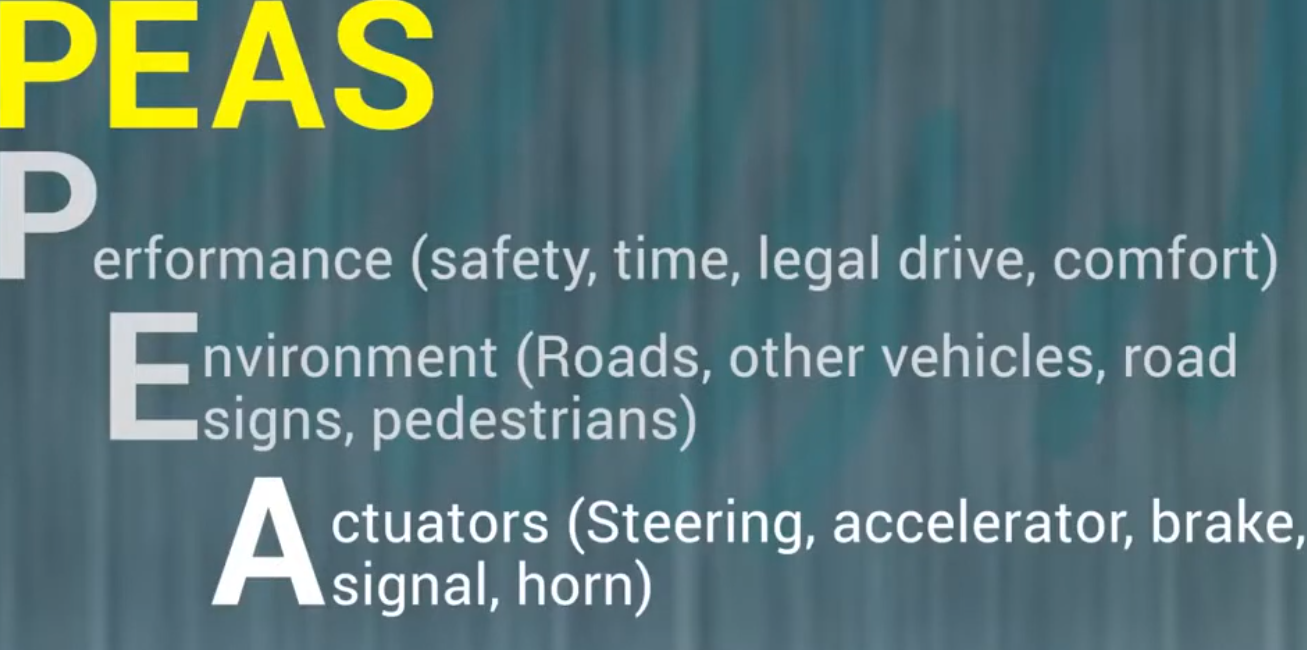 PEAS
Performance (safety, time, legal drive, comfort)
Environment (Roads, other vehicles, road
signs, pedestrians)
Actuators (Steering, accelerator, brake,
signal, horn)